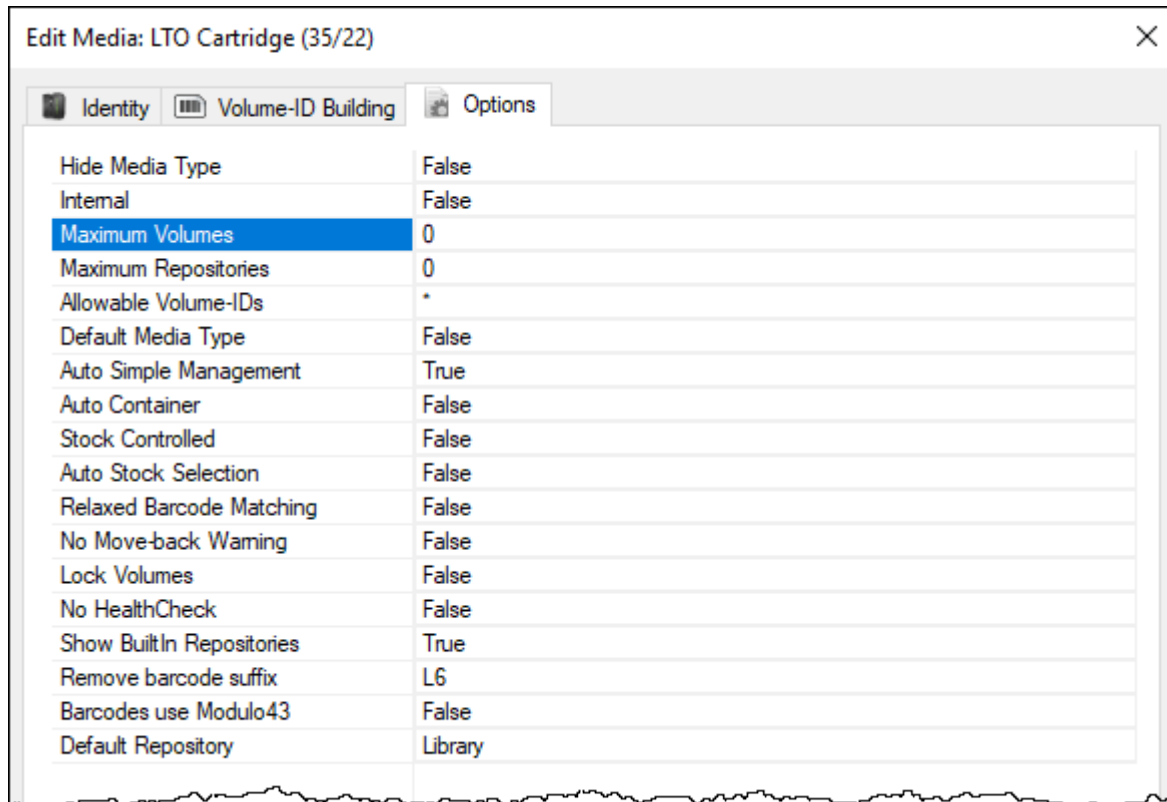 Edit Media: LTO Cartridge (35/22)
Identity Volume-ID Building Options
Hide Media Type False
Internal False
Maximum Volumes 0
Maximum Repositories 0
Allowable Volume-IDs *
Default Media Type False
Auto Simple Management True
Auto Container False
Stock Controlled False
Auto Stock Selection False
Relaxed Barcode Matching False
No Move-back Warning False
Lock Volumes False
No HealthCheck False
Show BuiltIn Repositories True
Remove barcode suffix L6
Barcodes use Modulo43 False
Default Repository Library